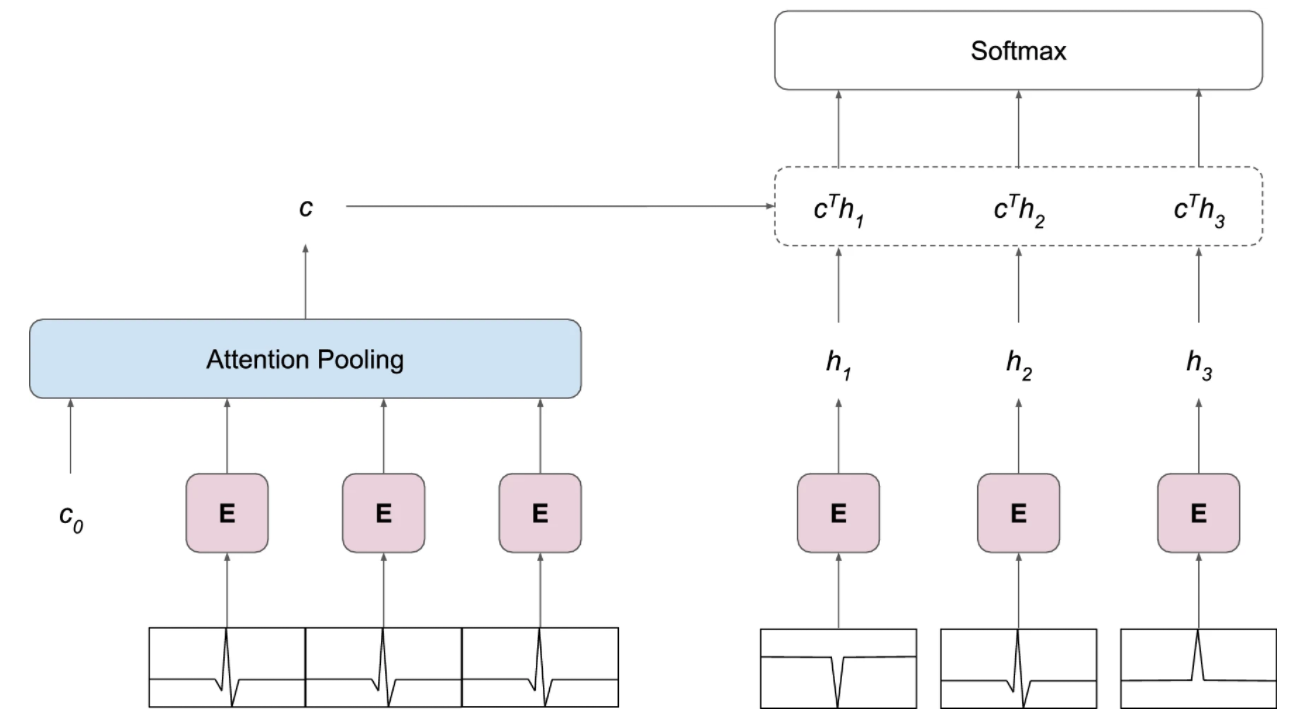 Softmax
c
cᵀh₁ cᵀh₂ cᵀh₃
Attention Pooling
h₁ h₂ h₃
c₀
E E E E E E